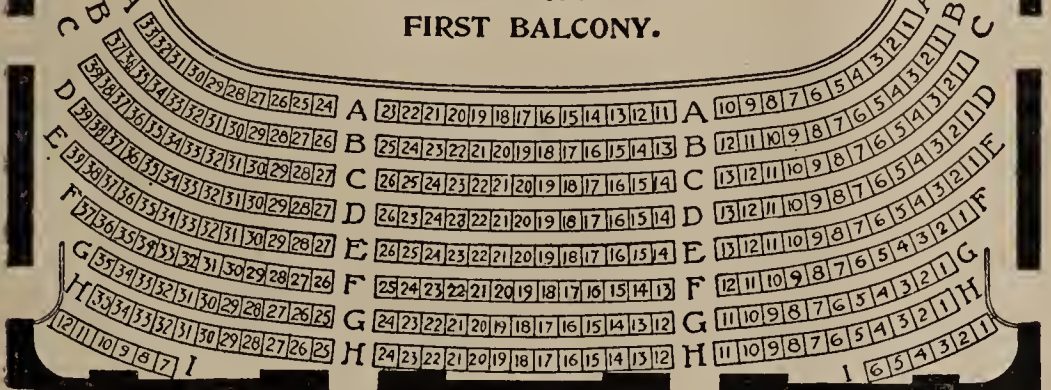 FIRST BALCONY.
A 33 32 31 30 29 28 27 26 25 24 A 23 22 21 20 19 18 17 16 15 14 13 12 11 A 10 9 8 7 6 5 4 3 2 1 A
B 37 36 35 34 33 32 31 30 29 28 27 26 B 25 24 23 22 21 20 19 18 17 16 15 14 13 B 12 11 10 9 8 7 6 5 4 3 2 1 B
C 39 38 37 36 35 34 33 32 31 30 29 28 27 C 26 25 24 23 22 21 20 19 18 17 16 15 14 C 13 12 11 10 9 8 7 6 5 4 3 2 1 C
D 39 38 37 36 35 34 33 32 31 30 29 28 27 D 26 25 24 23 22 21 20 19 18 17 16 15 14 D 13 12 11 10 9 8 7 6 5 4 3 2 1 D
E 39 38 37 36 35 34 33 32 31 30 29 28 27 E 26 25 24 23 22 21 20 19 18 17 16 15 14 E 13 12 11 10 9 8 7 6 5 4 3 2 1 E
F 37 36 35 34 33 32 31 30 29 28 27 26 F 25 24 23 22 21 20 19 18 17 16 15 14 13 F 12 11 10 9 8 7 6 5 4 3 2 1 F
G 35 34 33 32 31 30 29 28 27 26 25 G 24 23 22 21 20 19 18 17 16 15 14 13 12 G 11 10 9 8 7 6 5 4 3 2 1 G
H 35 34 33 32 31 30 29 28 27 26 25 H 24 23 22 21 20 19 18 17 16 15 14 13 12 H 11 10 9 8 7 6 5 4 3 2 1 H
12 11 10 9 8 7 I I 6 5 4 3 2 1